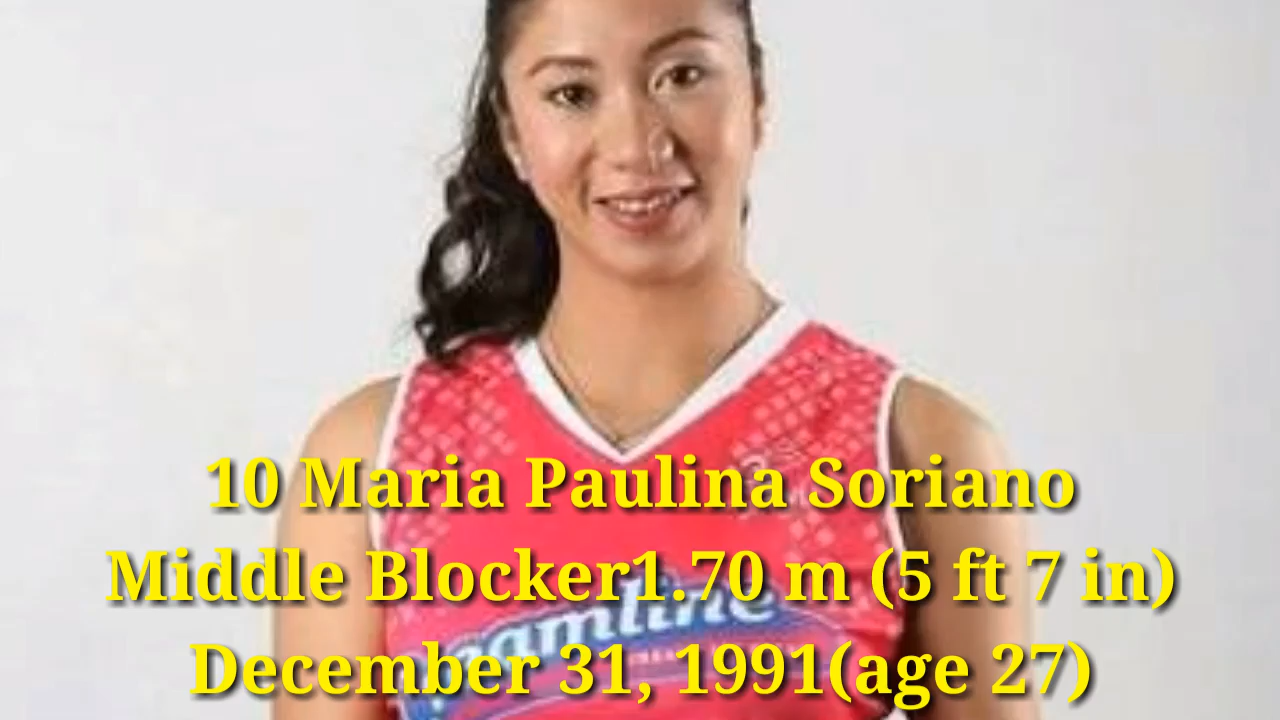 10 Maria Paulina Soriano
Middle Blocker1.70 m (5 ft 7 in)
December 31, 1991(age 27)